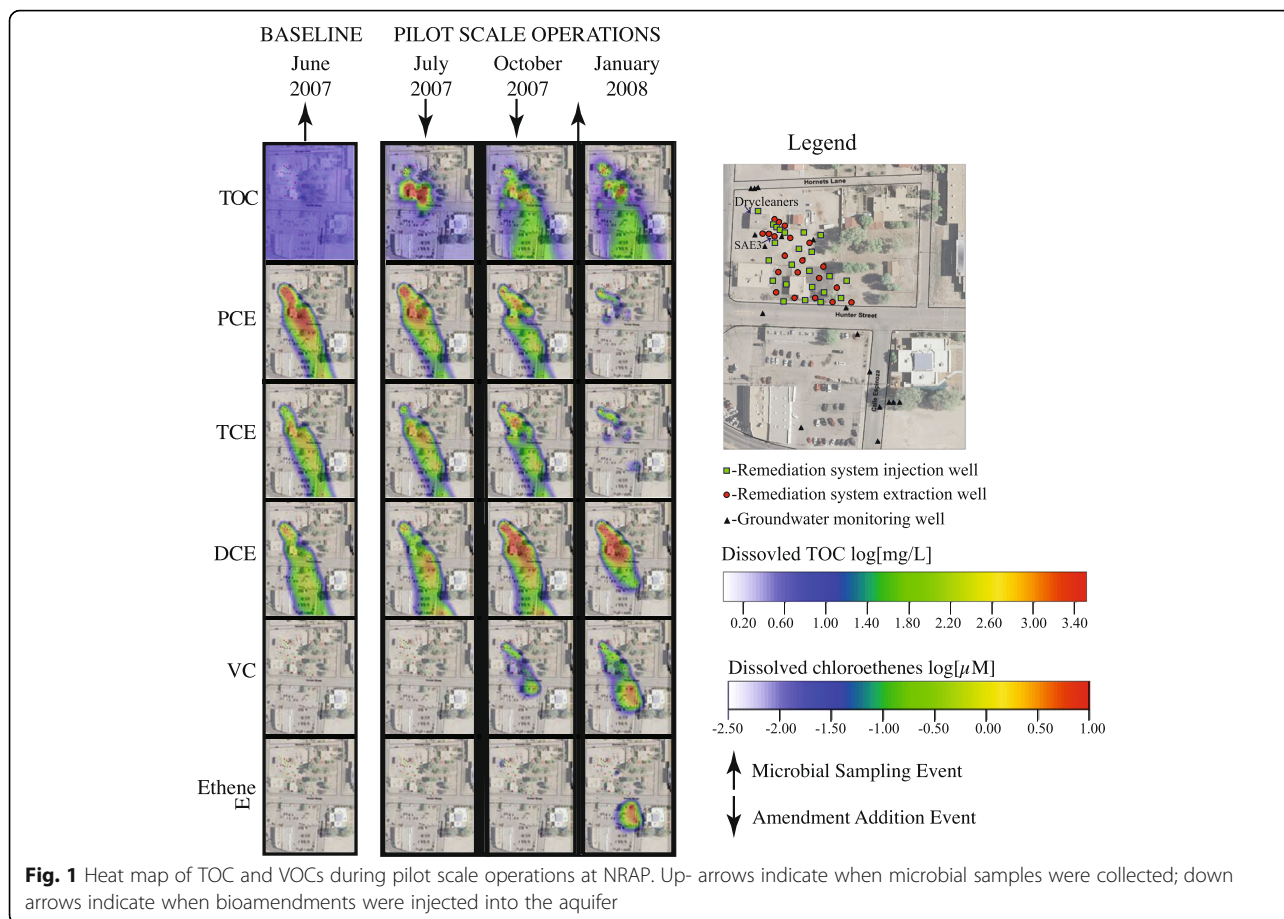 BASELINE PILOT SCALE OPERATIONS
June July October January
2007 2007 2007 2008
TOC
PCE
TCE
DCE
VC
Ethene
E
Legend
Hornets Lane
Drycleaners
SAE3
Hunter Street
Calle Espinoza
-Remediation system injection well
-Remediation system extraction well
-Groundwater monitoring well
Dissovled TOC log[mg/L]
0.20 0.60 1.00 1.40 1.80 2.20 2.60 3.00 3.40
Dissolved chloroethenes log[µM]
-2.50 -2.00 -1.50 -1.00 -0.50 0.00 0.50 1.00
Microbial Sampling Event
Amendment Addition Event
Fig. 1 Heat map of TOC and VOCs during pilot scale operations at NRAP. Up- arrows indicate when microbial samples were collected; down
arrows indicate when bioamendments were injected into the aquifer